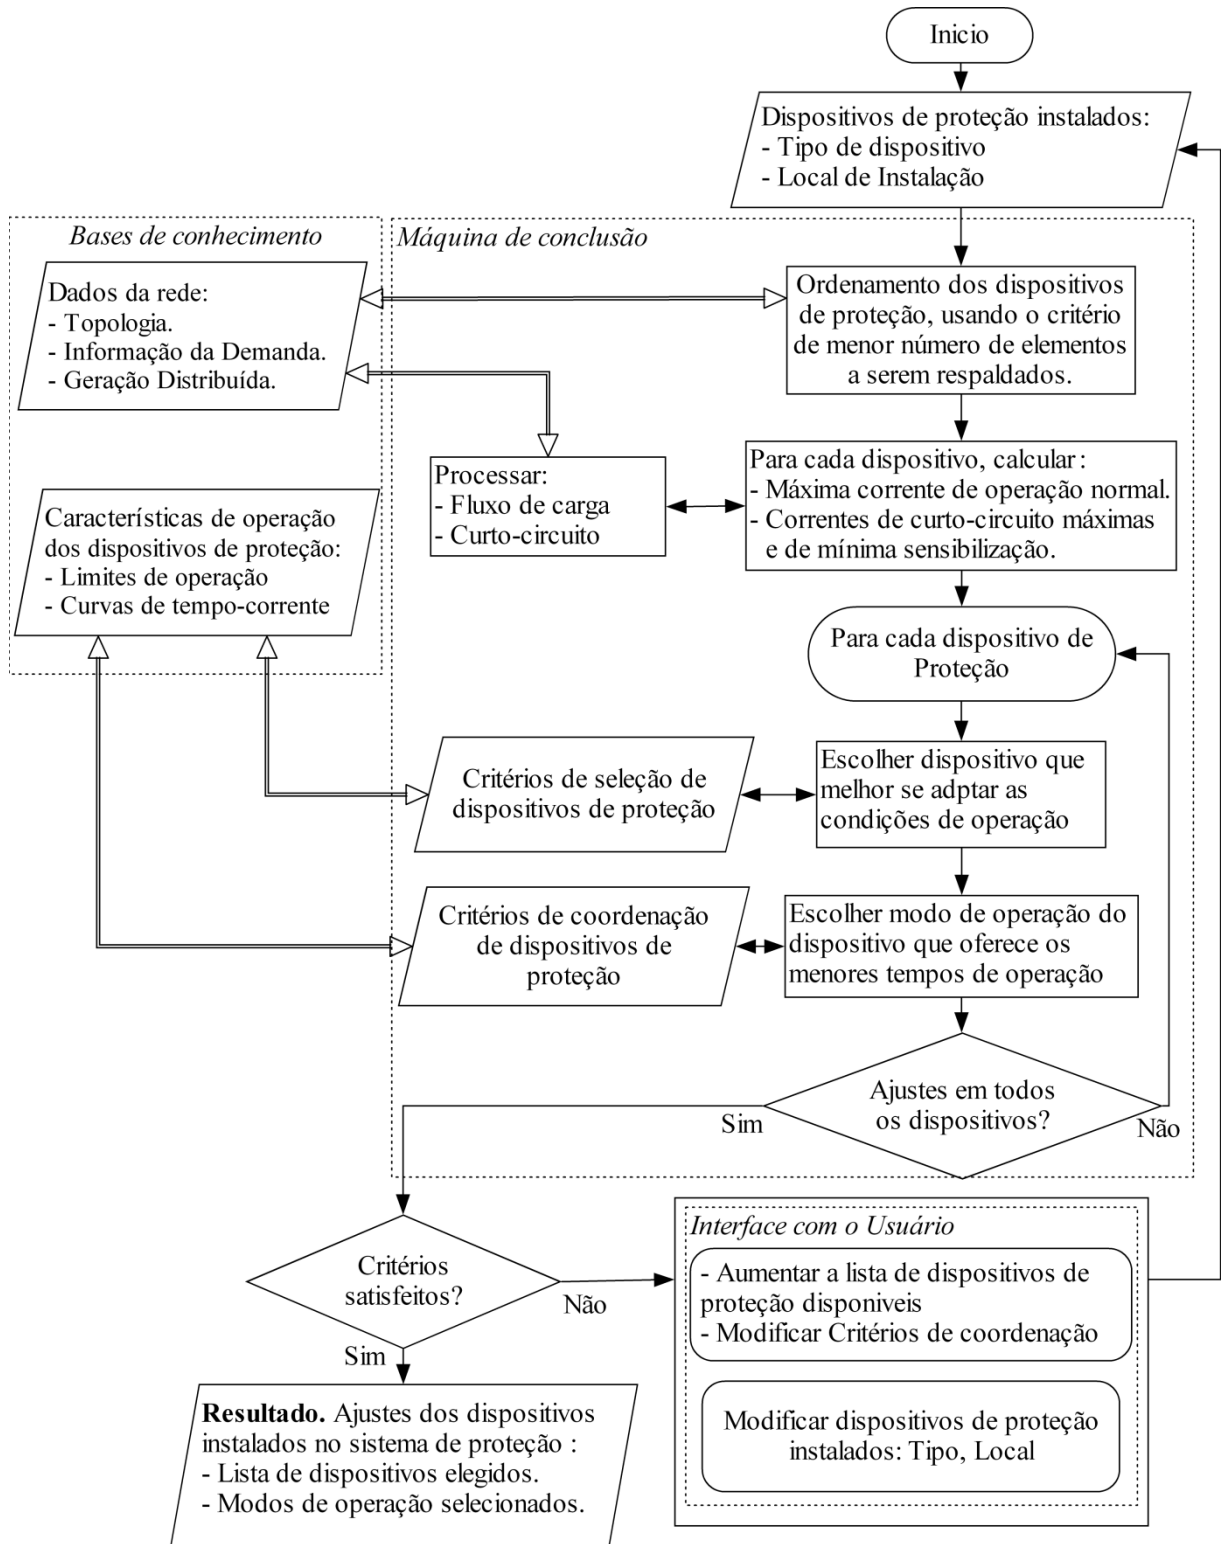 Inicio
Dispositivos de proteção instalados:
- Tipo de dispositivo
- Local de Instalação
Bases de conhecimento
Máquina de conclusão
Dados da rede:
- Topologia.
- Informação da Demanda.
- Geração Distribuída.
Ordenamento dos dispositivos
de proteção, usando o critério
de menor número de elementos
a serem respaldados.
Processar:
- Fluxo de carga
- Curto-circuito
Para cada dispositivo, calcular:
- Máxima corrente de operação normal.
- Correntes de curto-circuito máximas
e de mínima sensibilização.
Características de operação
dos dispositivos de proteção:
- Limites de operação
- Curvas de tempo-corrente
Para cada dispositivo de
Proteção
Critérios de seleção de
dispositivos de proteção
Escolher dispositivo que
melhor se adptar as
condições de operação
Critérios de coordenação
de dispositivos de
proteção
Escolher modo de operação do
dispositivo que oferece os
menores tempos de operação
Ajustes em todos
os dispositivos?
Sim
Não
Critérios
satisfeitos?
Não
Sim
Interface com o Usuário
- Aumentar a lista de dispositivos de
proteção disponiveis
- Modificar Critérios de coordenação
Modificar dispositivos de proteção
instalados: Tipo, Local
Resultado. Ajustes dos dispositivos
instalados no sistema de proteção :
- Lista de dispositivos elegidos.
- Modos de operação selecionados.